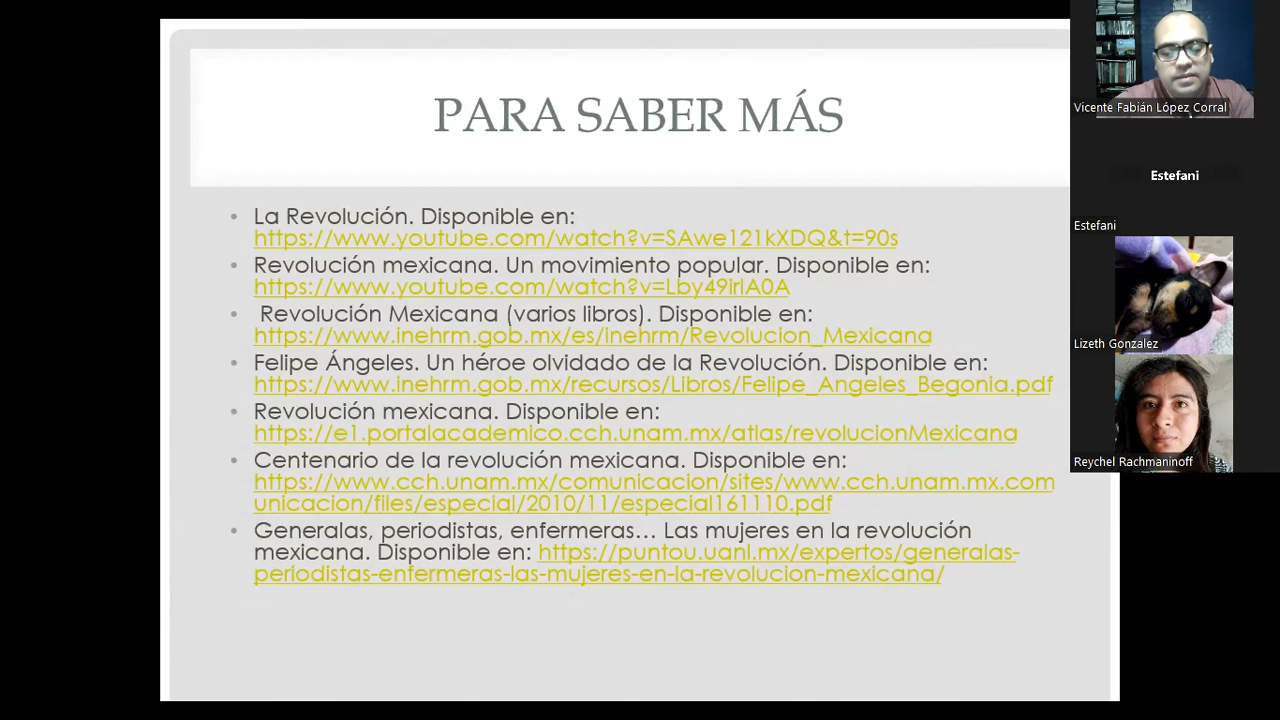 PARA SABER MÁS
• La Revolución. Disponible en:
https://www.youtube.com/watch?v=SAwe121kXDQ&t=90s
• Revolución mexicana. Un movimiento popular. Disponible en:
https://www.youtube.com/watch?v=Lby49irIA0A
• Revolución Mexicana (varios libros). Disponible en:
https://www.inehrm.gob.mx/es/inehrm/Revolucion_Mexicana
• Felipe Ángeles. Un héroe olvidado de la Revolución. Disponible en:
https://www.inehrm.gob.mx/recursos/Libros/Felipe_Angeles_Begonia.pdf
• Revolución mexicana. Disponible en:
https://e1.portalacademico.cch.unam.mx/atlas/revolucionMexicana
• Centenario de la revolución mexicana. Disponible en:
https://www.cch.unam.mx/comunicacion/sites/www.cch.unam.mx.com
unicacion/files/especial/2010/11/especial161110.pdf
• Generalas, periodistas, enfermeras… Las mujeres en la revolución
mexicana. Disponible en: https://puntou.uanl.mx/expertos/generalas-
periodistas-enfermeras-las-mujeres-en-la-revolucion-mexicana/
Vicente Fabián López Corral
Estefani
Estefani
Lizeth Gonzalez
Reychel Rachmaninoff